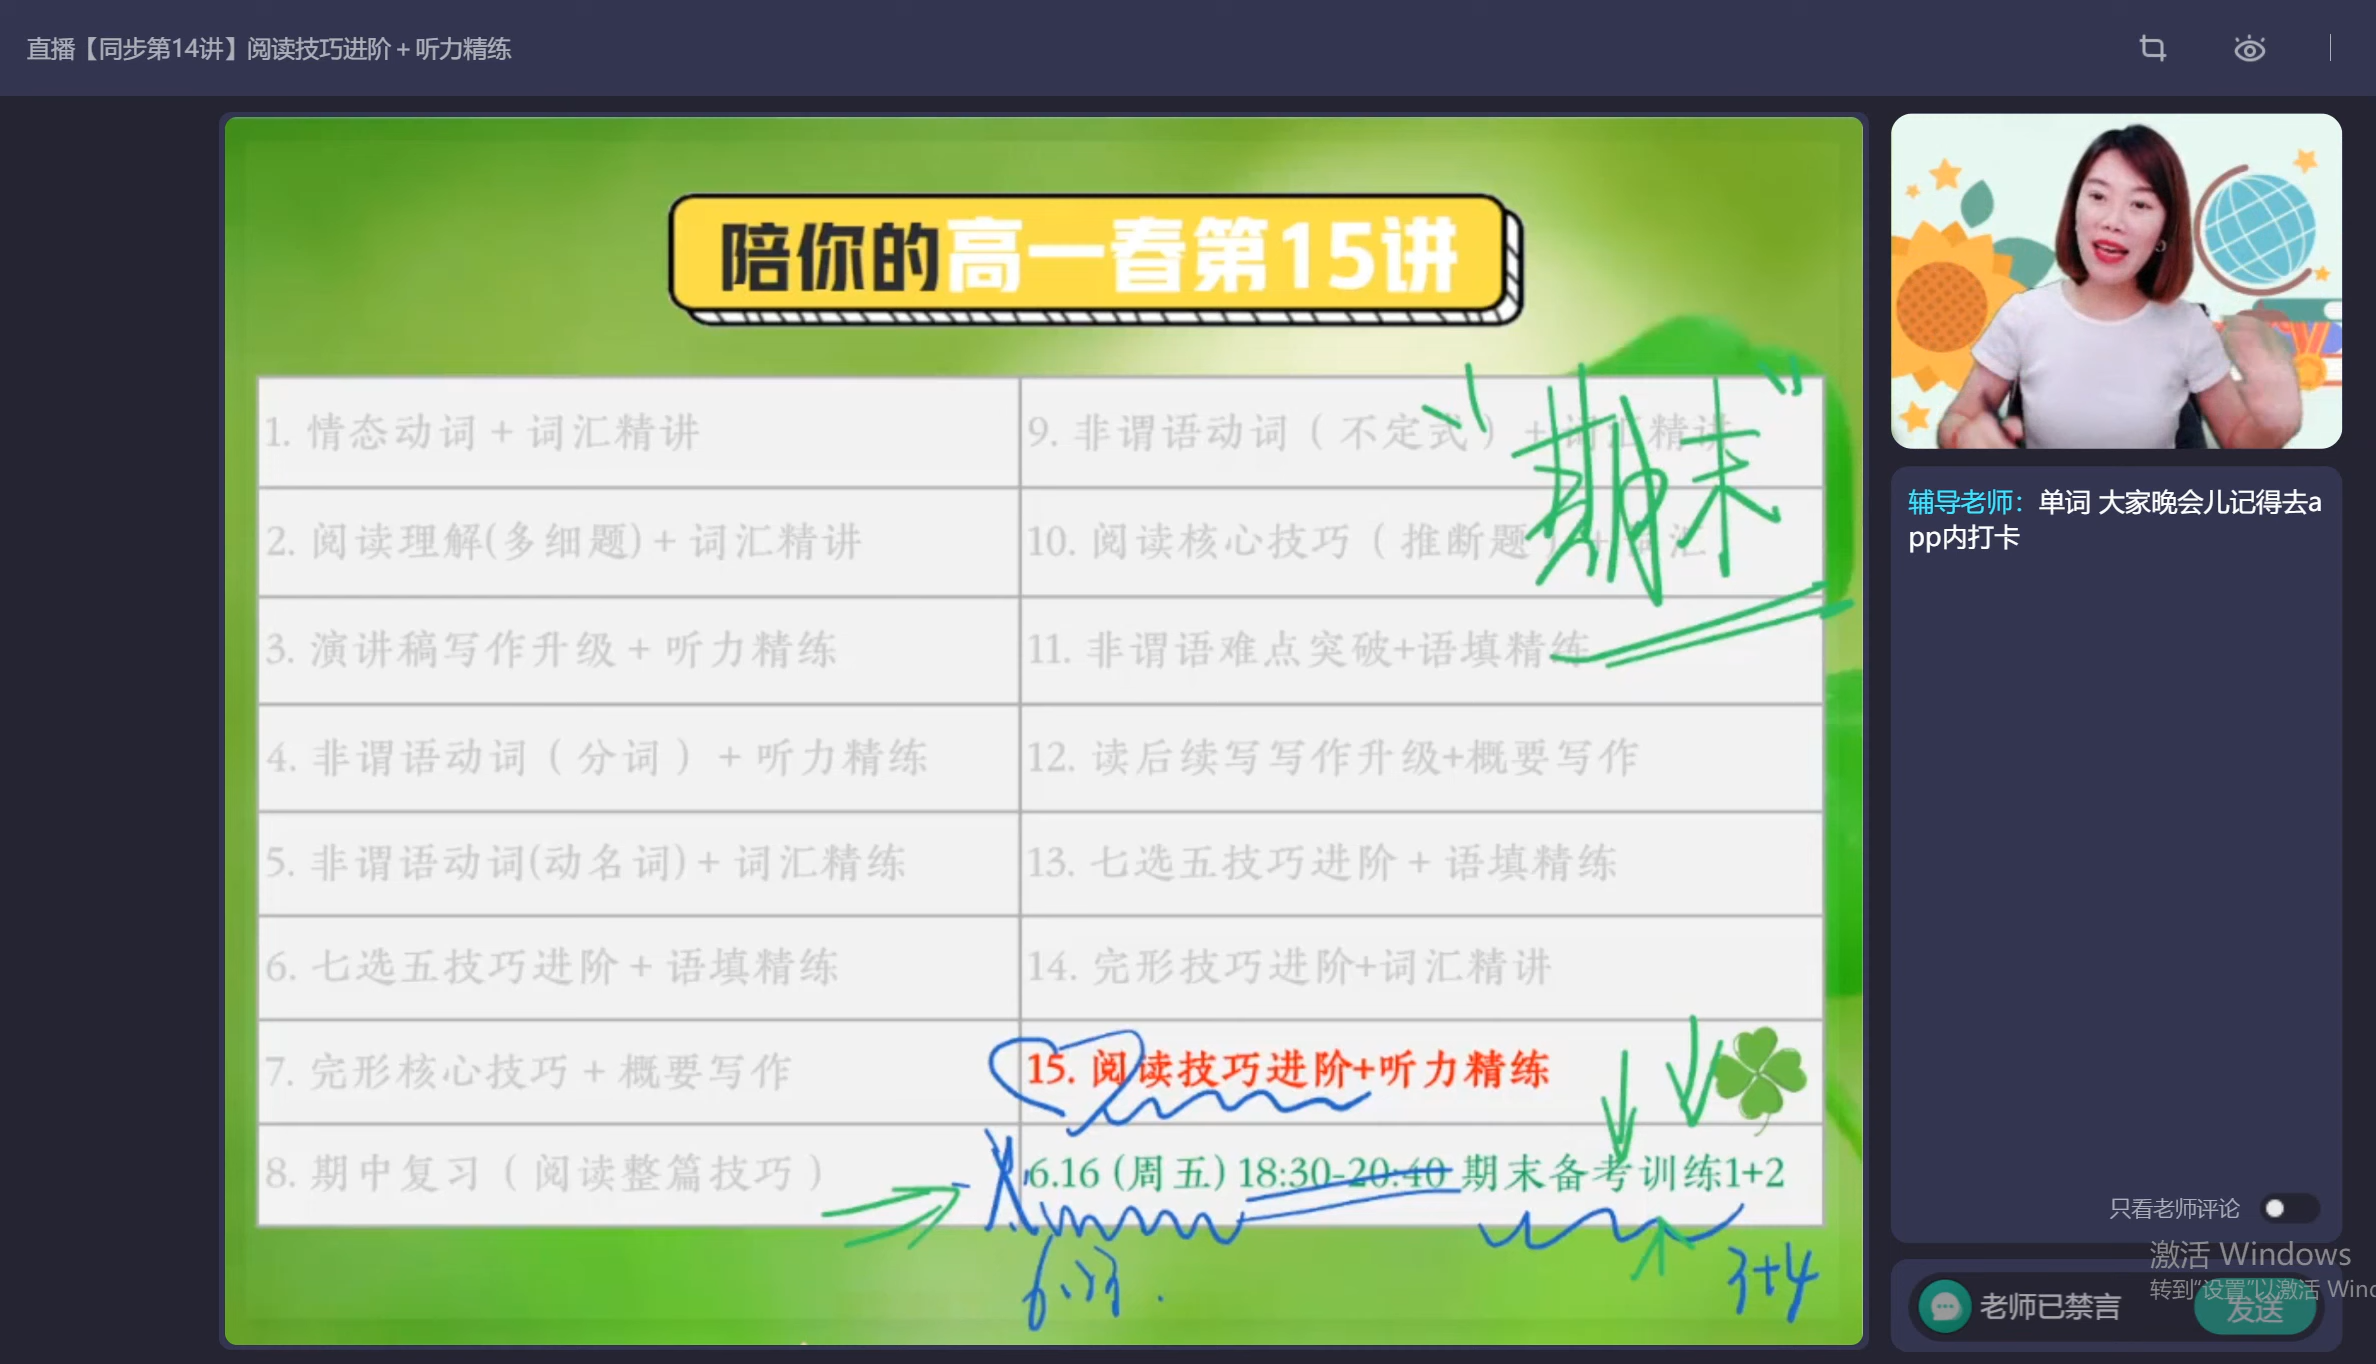 直播【同步第14讲】阅读技巧进阶+听力精练
陪你的高一春第15讲
1. 情态动词 + 词汇精讲
2. 阅读理解(多细题) + 词汇精讲
3. 演讲稿写作升级 + 听力精练
4. 非谓语动词（分词）+ 听力精练
5. 非谓语动词(动名词) + 词汇精练
6. 七选五技巧进阶 + 语填精练
7. 完形核心技巧 + 概要写作
8. 期中复习（阅读整篇技巧）
9. 非谓语动词（不定式）+ 词汇精讲
10. 阅读核心技巧（推断题）+ 词汇
11. 非谓语难点突破+语填精练
12. 读后续写写作升级+概要写作
13. 七选五技巧进阶 + 语填精练
14. 完形技巧进阶+词汇精讲
15. 阅读技巧进阶+听力精练
6.16 (周五) 18:30-20:40 期末备考训练1+2
"期末"
6.23.
3+4
辅导老师：单词 大家晚会儿记得去a
pp内打卡
只看老师评论
激活 Windows
转到"设置"以激活 Winc
老师已禁言
发送